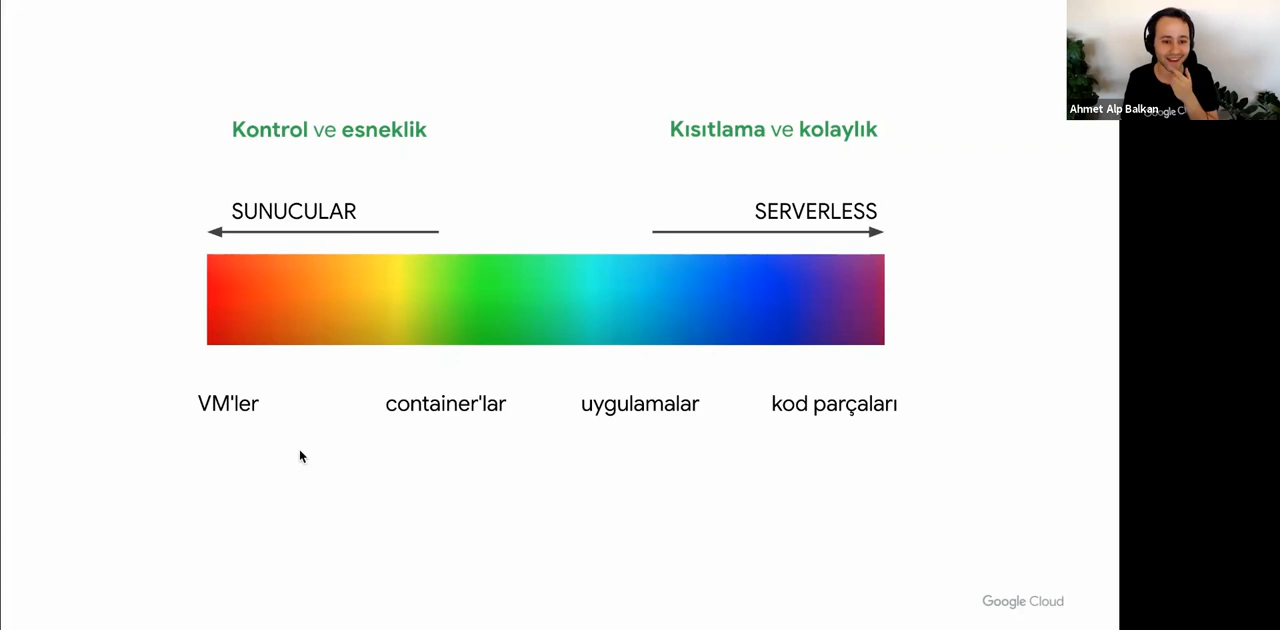 Kontrol ve esneklik
Kısıtlama ve kolaylık
SUNUCULAR
SERVERLESS
VM'ler
container'lar
uygulamalar
kod parçaları
Google Cloud
Ahmet Alp Balkan
Google C